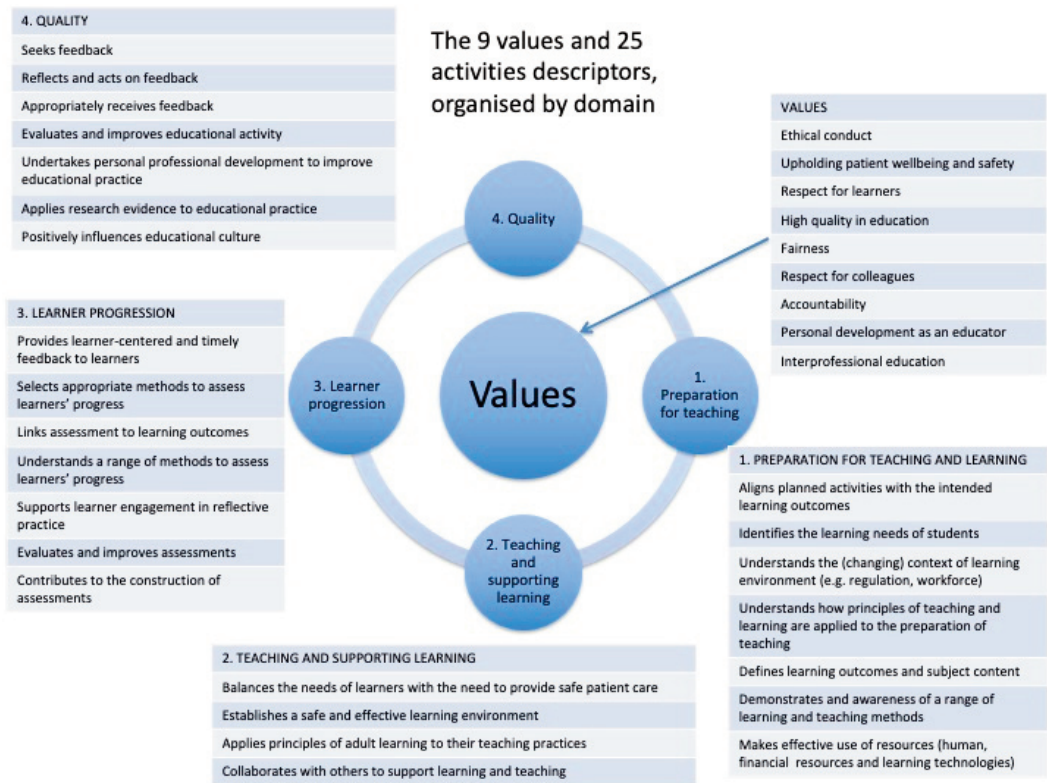 The 9 values and 25
activities descriptors,
organised by domain
4. QUALITY
Seeks feedback
Reflects and acts on feedback
Appropriately receives feedback
Evaluates and improves educational activity
Undertakes personal professional development to improve
educational practice
Applies research evidence to educational practice
Positively influences educational culture
VALUES
Ethical conduct
Upholding patient wellbeing and safety
Respect for learners
High quality in education
Fairness
Respect for colleagues
Accountability
Personal development as an educator
Interprofessional education
4. Quality
3. LEARNER PROGRESSION
Provides learner-centered and timely
feedback to learners
Selects appropriate methods to assess
learners' progress
Links assessment to learning outcomes
Understands a range of methods to assess
learners' progress
Supports learner engagement in reflective
practice
Evaluates and improves assessments
Contributes to the construction of
assessments
3. Learner
progression
Values
1.
Preparation
for teaching
2. Teaching
and
supporting
learning
1. PREPARATION FOR TEACHING AND LEARNING
Aligns planned activities with the intended
learning outcomes
Identifies the learning needs of students
Understands the (changing) context of learning
environment (e.g. regulation, workforce)
Understands how principles of teaching and
learning are applied to the preparation of
teaching
Defines learning outcomes and subject content
Demonstrates and awareness of a range of
learning and teaching methods
Makes effective use of resources (human,
financial resources and learning technologies)
2. TEACHING AND SUPPORTING LEARNING
Balances the needs of learners with the need to provide safe patient care
Establishes a safe and effective learning environment
Applies principles of adult learning to their teaching practices
Collaborates with others to support learning and teaching